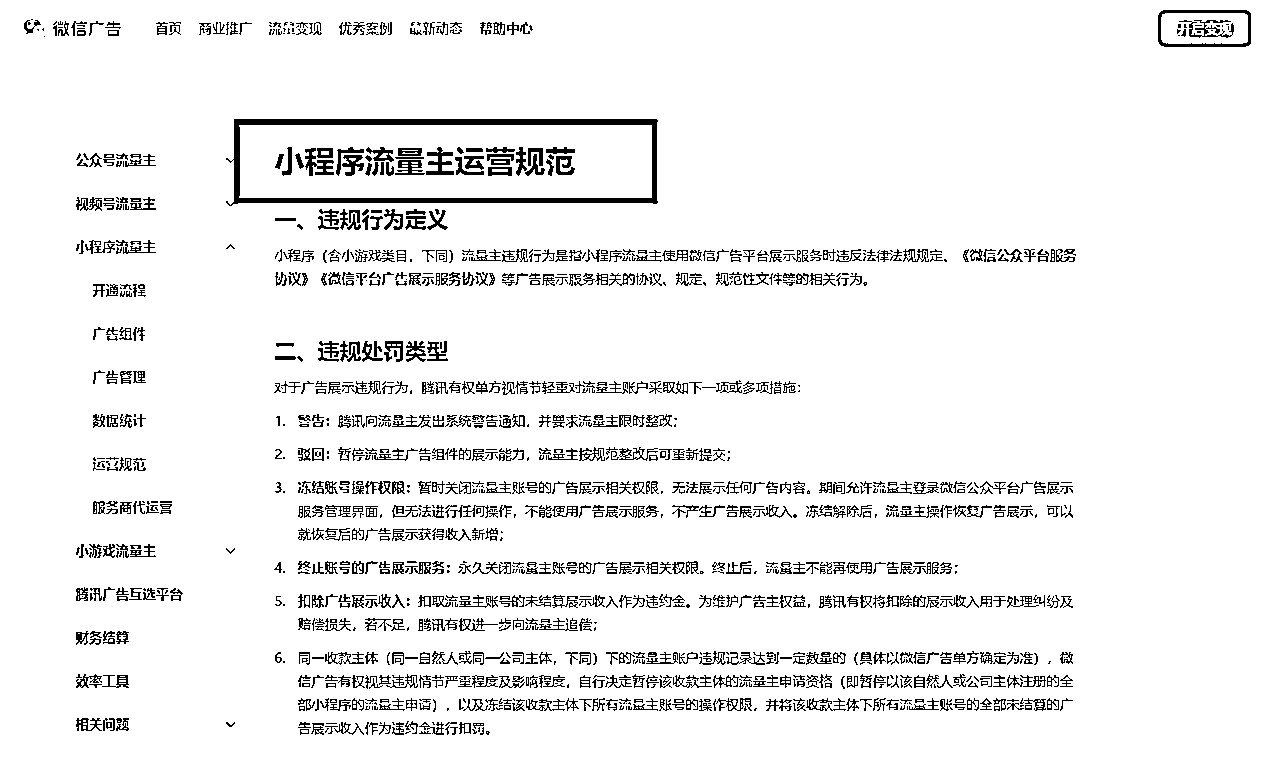 微信广告 首页 商业推广 流量变现 优秀案例 最新动态 帮助中心 开启变现
公众号流量主
视频号流量主
小程序流量主
开通流程
广告组件
广告管理
数据统计
运营规范
服务商代运营
小游戏流量主
腾讯广告互选平台
财务结算
效率工具
相关问题
小程序流量主运营规范
一、违规行为定义
小程序（含小游戏类目，下同）流量主违规行为是指小程序流量主使用微信广告平台展示服务时违反法律法规规定、《微信公众平台服务
协议》《微信平台广告展示服务协议》等广告展示服务相关的协议、规定、规范性文件等的相关行为。
二、违规处罚类型
对于广告展示违规行为，腾讯有权单方视情节轻重对流量主账户采取如下一项或多项措施：
1. 警告：腾讯向流量主发出系统警告通知，并要求流量主限时整改；
2. 驳回：暂停流量主广告组件的展示能力，流量主按规范整改后可重新提交；
3. 冻结账号操作权限：暂时关闭流量主账号的广告展示相关权限，无法展示任何广告内容。期间允许流量主登录微信公众平台广告展示
服务管理界面，但无法进行任何操作，不能使用广告展示服务，不产生广告展示收入。冻结解除后，流量主操作恢复广告展示，可以
就恢复后的广告展示获得收入新增；
4. 终止账号的广告展示服务：永久关闭流量主账号的广告展示相关权限。终止后，流量主不能再使用广告展示服务；
5. 扣除广告展示收入：扣取流量主账号的未结算展示收入作为违约金。为维护广告主权益，腾讯有权将扣除的展示收入用于处理纠纷及
赔偿损失，若不足，腾讯有权进一步向流量主追偿；
6. 同一收款主体（同一自然人或同一公司主体，下同）下的流量主账户违规记录达到一定数量的（具体以微信广告单方确定为准），微
信广告有权视其违规情节严重程度及影响程度，自行决定暂停该收款主体的流量主申请资格（即暂停以该自然人或公司主体注册的全
部小程序的流量主申请），以及冻结该收款主体下所有流量主账号的操作权限，并将该收款主体下所有流量主账号的全部未结算的广
告展示收入作为违约金进行扣罚。